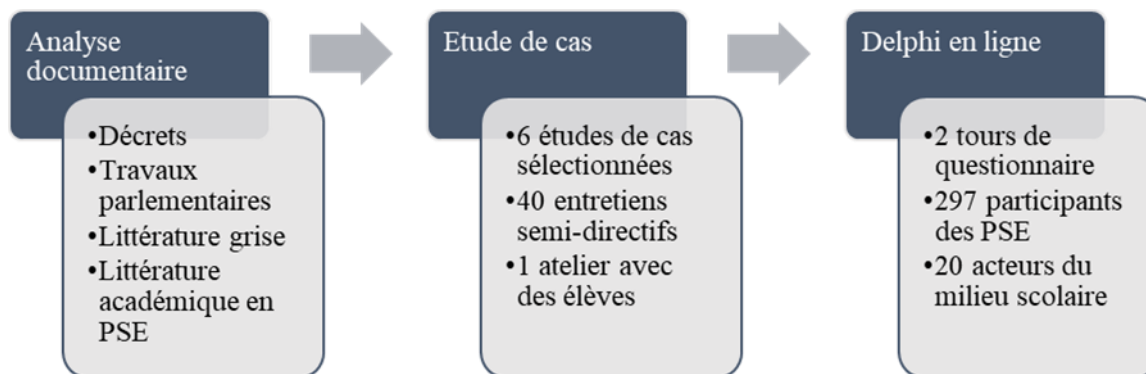 Analyse
documentaire
•Décrets
•Travaux
parlementaires
•Littérature grise
•Littérature
académique en
PSE
Etude de cas
•6 études de cas
sélectionnées
•40 entretiens
semi-directifs
•1 atelier avec
des élèves
Delphi en ligne
•2 tours de
questionnaire
•297 participants
des PSE
•20 acteurs du
milieu scolaire